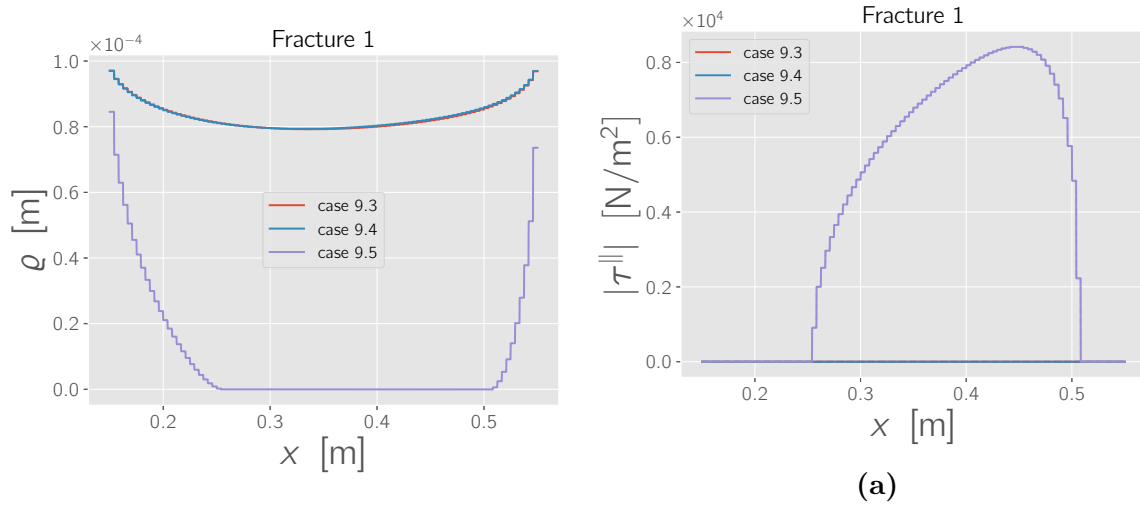 Fracture 1
×10⁻⁴
1.0
0.8
0.6
0.4
0.2
0.0
ϱ [m]
case 9.3
case 9.4
case 9.5
0.2
0.3
0.4
0.5
x [m]
Fracture 1
×10⁴
0.8
0.6
0.4
0.2
0.0
|τ^∥| [N/m²]
case 9.3
case 9.4
case 9.5
0.2
0.3
0.4
0.5
x [m]
(a)